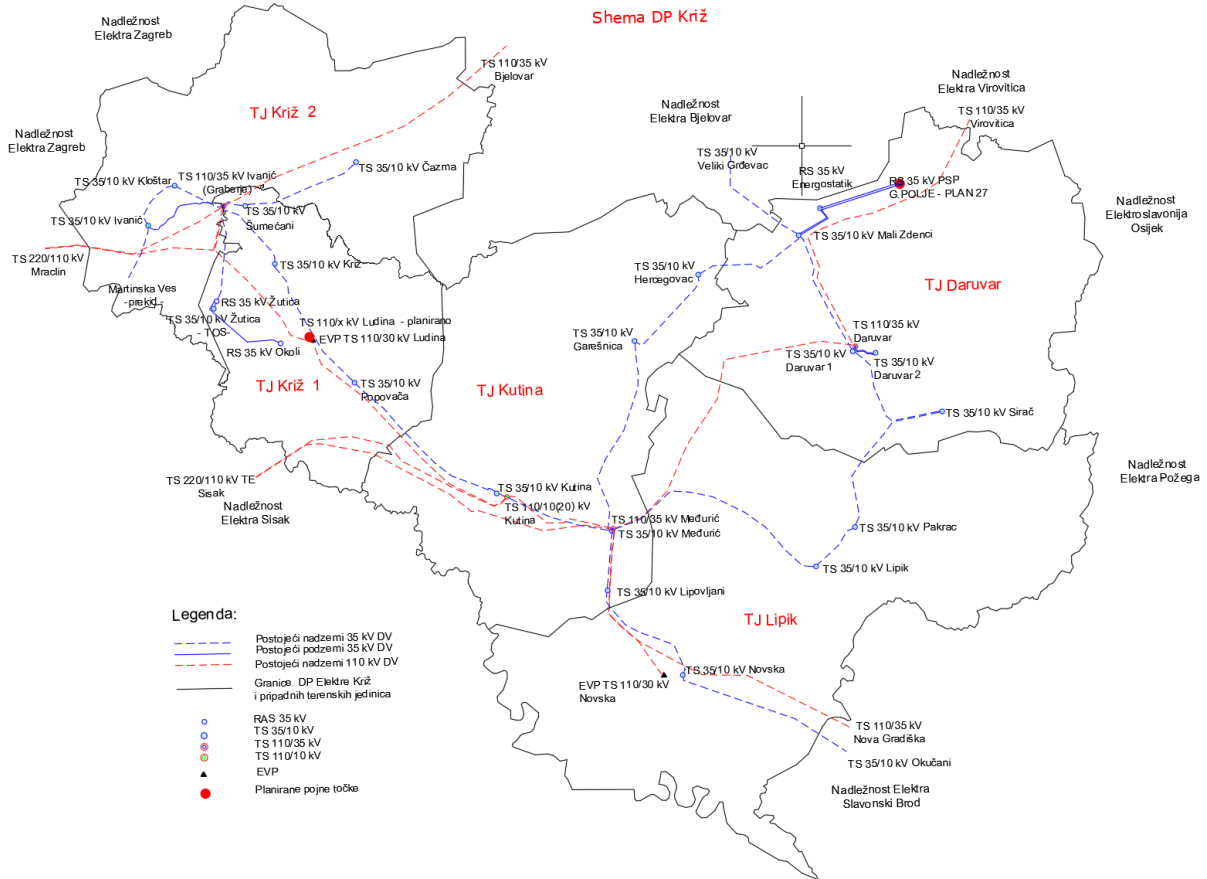 Shema DP Križ
Nadležnost
Elektra Zagreb
TS 110/35 kV
Bjelovar
Nadležnost
Elektra Virovitica
Nadležnost
Elektra Bjelovar
TS 110/35 kV
Virovitica
TJ Križ 2
Nadležnost
Elektra Zagreb
TS 35/10 kV
Veliki Grđevac
TS 35/10 kV Čazma
RS 35 kV
Energostatik
RS 35 kV PSP
G.POLJE - PLAN 27
TS 35/10 kV Kloštar
TS 110/35 kV Ivanić
(Graberje)
TS 35/10 kV
Šumećani
TS 35/10 kV Ivanić
Nadležnost
Elektroslavonija
Osijek
TS 35/10 kV Mali Zdenci
TS 220/110 kV
Mraclin
TS 35/10 kV Križ
TS 35/10 kV
Hercegovac
TJ Daruvar
Martinska Ves
- prekid -
RS 35 kV Žutića
TS 35/10 kV Žutica
- TOS-
RS 35 kV Okoli
TS 110/x kV Ludina - planirano
EVP TS 110/30 kV Ludina
TS 35/10 kV
Garešnica
TS 110/35 kV
Daruvar
TS 35/10 kV
Daruvar 1
TS 35/10 kV
Daruvar 2
TJ Križ 1
TS 35/10 kV
Popovača
TJ Kutina
TS 35/10 kV Sirač
TS 220/110 kV TE
Sisak
Nadležnost
Elektra Sisak
TS 35/10 kV Kutina
TS 110/10(20) kV
Kutina
Nadležnost
Elektra Požega
TS 110/35 kV Međurić
TS 35/10 kV Međurić
TS 35/10 kV Pakrac
TS 35/10 kV Lipik
TS 35/10 kV Lipovljani
TJ Lipik
EVP TS 110/30 kV
Novska
TS 35/10 kV Novska
TS 110/35 kV
Nova Gradiška
TS 35/10 kV Okučani
Nadležnost Elektra
Slavonski Brod
Legenda:
Postojeći nadzemi 35 kV DV
Postojeći podzemi 35 kV DV
Postojeći nadzemi 110 kV DV
Granice DP Elektre Križ
i pripadnih terenskih jedinica
RAS 35 kV
TS 35/10 kV
TS 110/35 kV
TS 110/10 kV
EVP
Planirane pojne točke